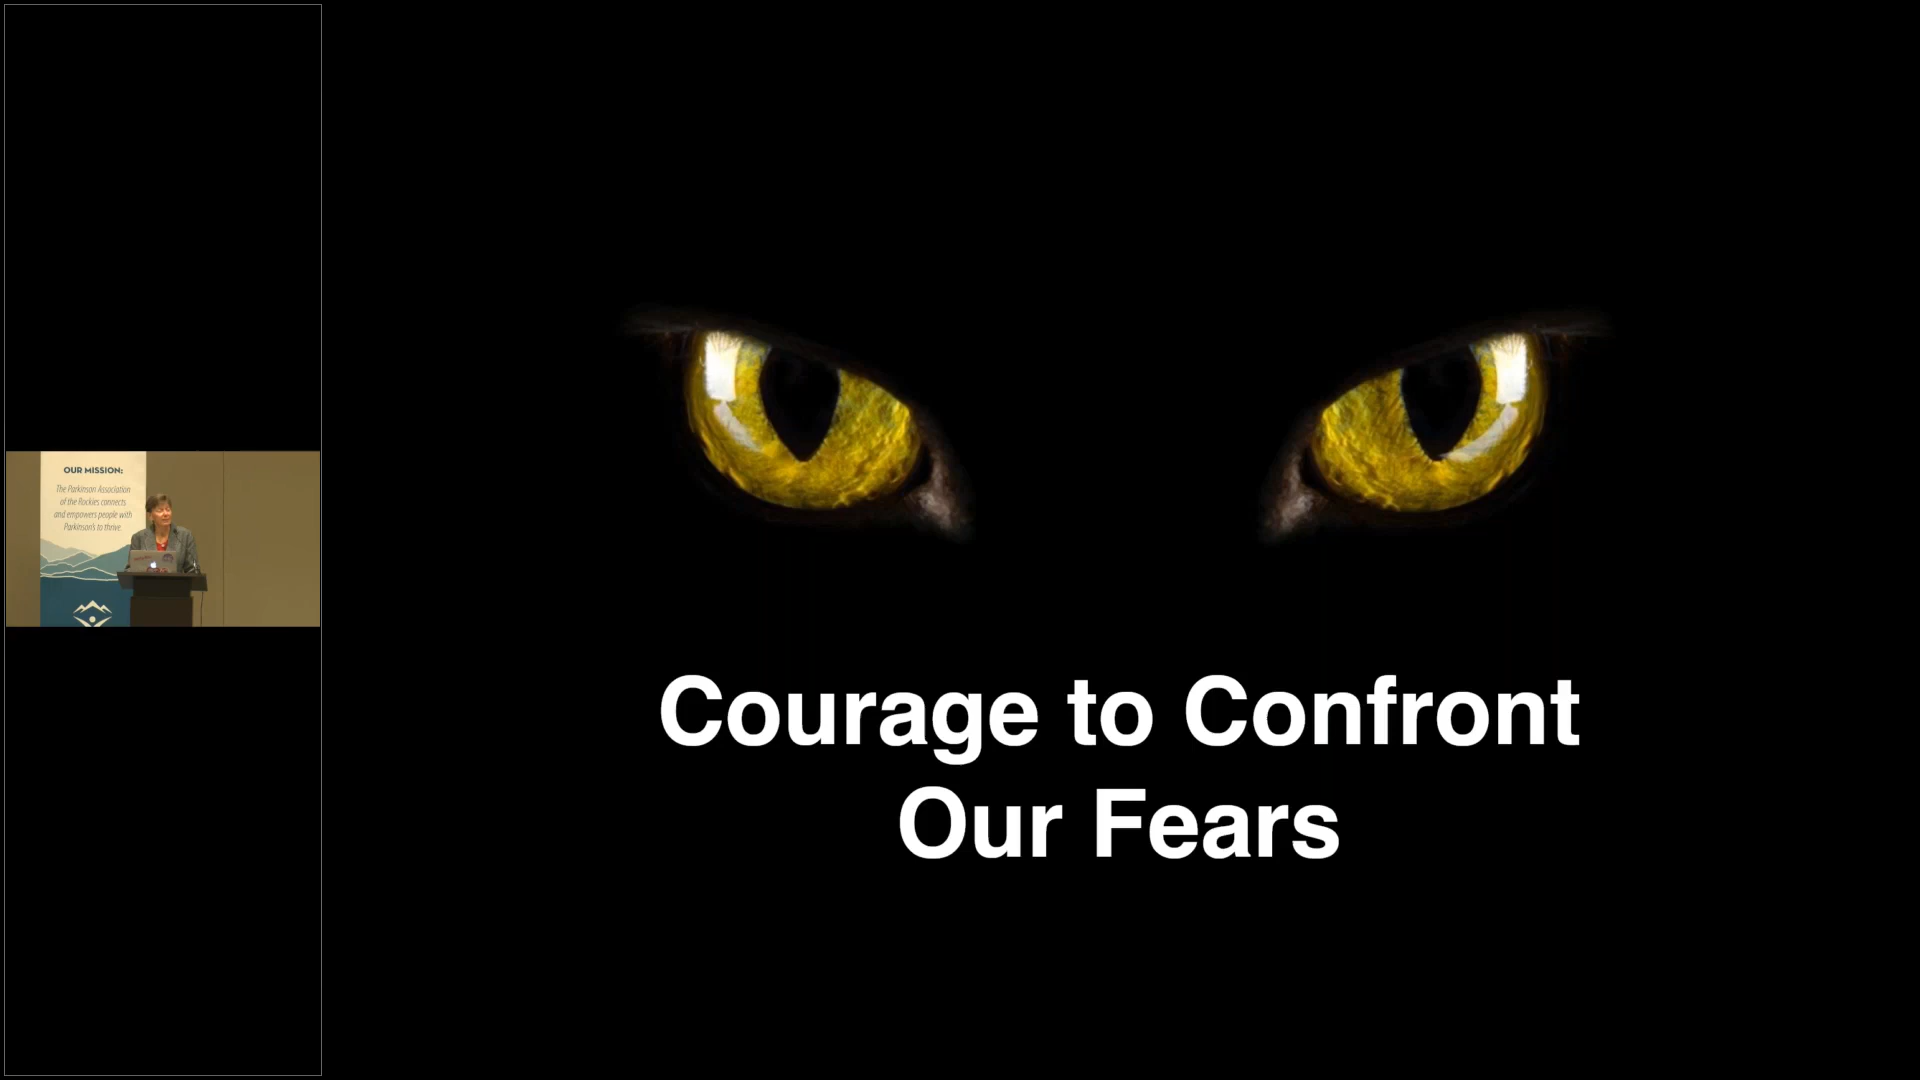 OUR MISSION:
The Parkinson Association
of the Rockies connects
and empowers people with
Parkinson's to thrive.
Courage to Confront
Our Fears